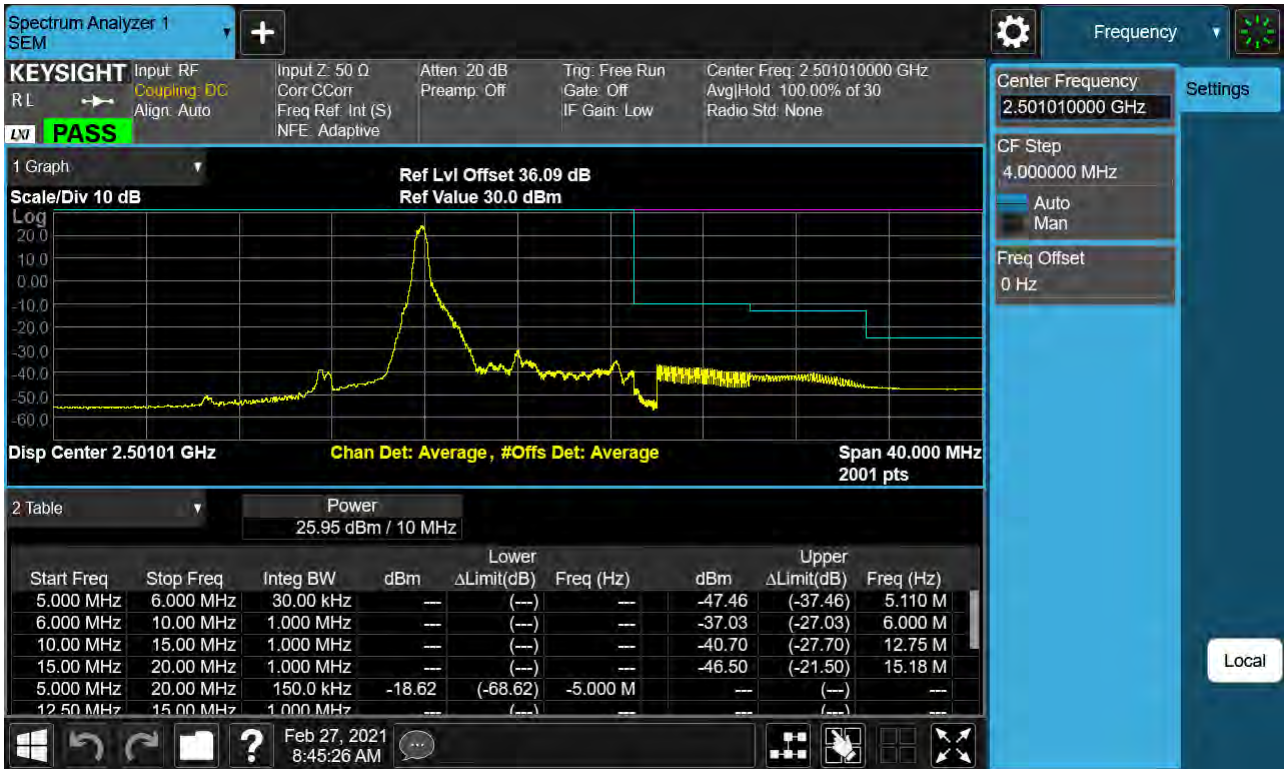 Spectrum Analyzer 1
SEM
Frequency
KEYSIGHT
RL
LXI
PASS
Input: RF
Coupling: DC
Align: Auto
Input Z: 50 Ω
Corr CCorr
Freq Ref: Int (S)
NFE: Adaptive
Atten: 20 dB
Preamp: Off
Trig: Free Run
Gate: Off
IF Gain: Low
Center Freq: 2.501010000 GHz
Avg|Hold: 100.00% of 30
Radio Std: None
Center Frequency
2.501010000 GHz
Settings
CF Step
4.000000 MHz
Auto
Man
Freq Offset
0 Hz
Local
1 Graph
Scale/Div 10 dB
Ref Lvl Offset 36.09 dB
Ref Value 30.0 dBm
Log
20.0
10.0
0.00
-10.0
-20.0
-30.0
-40.0
-50.0
-60.0
Disp Center 2.50101 GHz
Chan Det: Average, #Offs Det: Average
Span 40.000 MHz
2001 pts
2 Table
Power
25.95 dBm / 10 MHz
Lower Upper
Start Freq Stop Freq Integ BW dBm ΔLimit(dB) Freq (Hz) dBm ΔLimit(dB) Freq (Hz)
5.000 MHz 6.000 MHz 30.00 kHz --- (---) --- -47.46 (-37.46) 5.110 M
6.000 MHz 10.00 MHz 1.000 MHz --- (---) --- -37.03 (-27.03) 6.000 M
10.00 MHz 15.00 MHz 1.000 MHz --- (---) --- -40.70 (-27.70) 12.75 M
15.00 MHz 20.00 MHz 1.000 MHz --- (---) --- -46.50 (-21.50) 15.18 M
5.000 MHz 20.00 MHz 150.0 kHz -18.62 (-68.62) -5.000 M --- (---) ---
12.50 MHz 15.00 MHz 1.000 MHz --- (---) --- --- (---) ---
Feb 27, 2021
8:45:26 AM